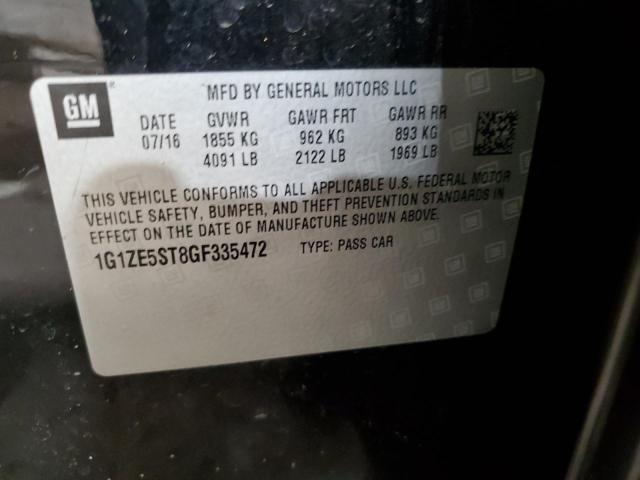 GM
MFD BY GENERAL MOTORS LLC
DATE GVWR GAWR FRT GAWR RR
07/16 1855 KG 962 KG 893 KG
4091 LB 2122 LB 1969 LB
THIS VEHICLE CONFORMS TO ALL APPLICABLE U.S. FEDERAL MOTOR
VEHICLE SAFETY, BUMPER, AND THEFT PREVENTION STANDARDS IN
EFFECT ON THE DATE OF MANUFACTURE SHOWN ABOVE.
1G1ZE5ST8GF335472 TYPE: PASS CAR